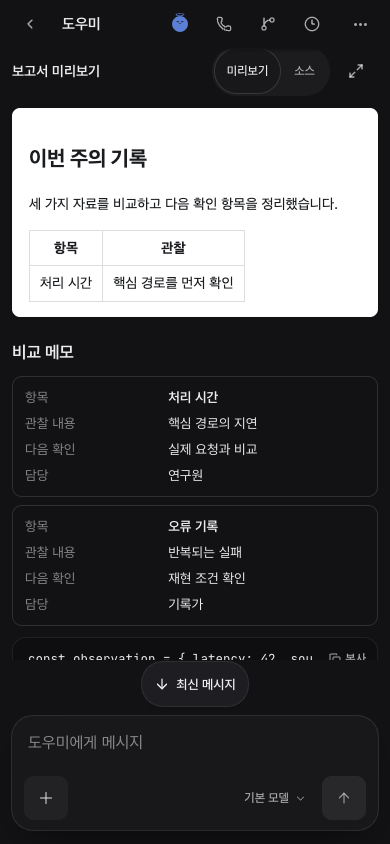 도우미
보고서 미리보기
미리보기 소스
이번 주의 기록
세 가지 자료를 비교하고 다음 확인 항목을 정리했습니다.
항목 관찰
처리 시간 핵심 경로를 먼저 확인
비교 메모
항목 처리 시간
관찰 내용 핵심 경로의 지연
다음 확인 실제 요청과 비교
담당 연구원
항목 오류 기록
관찰 내용 반복되는 실패
다음 확인 재현 조건 확인
담당 기록가
const observation = { latency: 42, sou 복사
최신 메시지
도우미에게 메시지
기본 모델